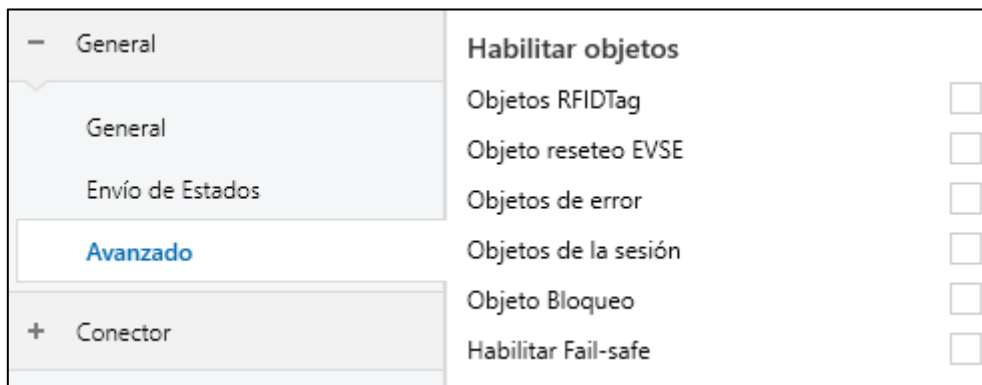 General
General
Envío de Estados
Avanzado
Conector
Habilitar objetos
Objetos RFIDTag
Objeto reseteo EVSE
Objetos de error
Objetos de la sesión
Objeto Bloqueo
Habilitar Fail-safe